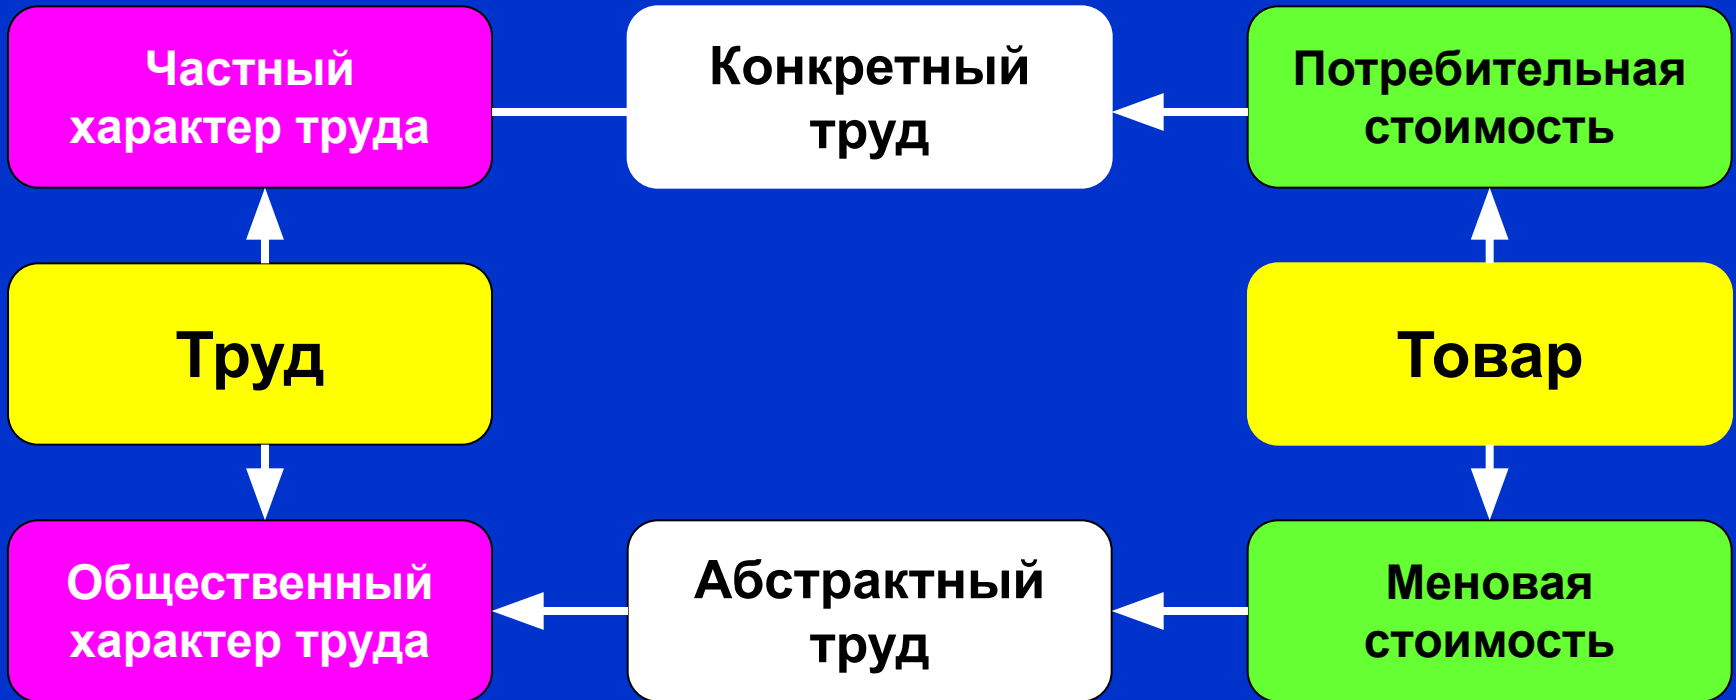 Частный
характер труда
Конкретный
труд
Потребительная
стоимость
Труд
Товар
Общественный
характер труда
Абстрактный
труд
Меновая
стоимость